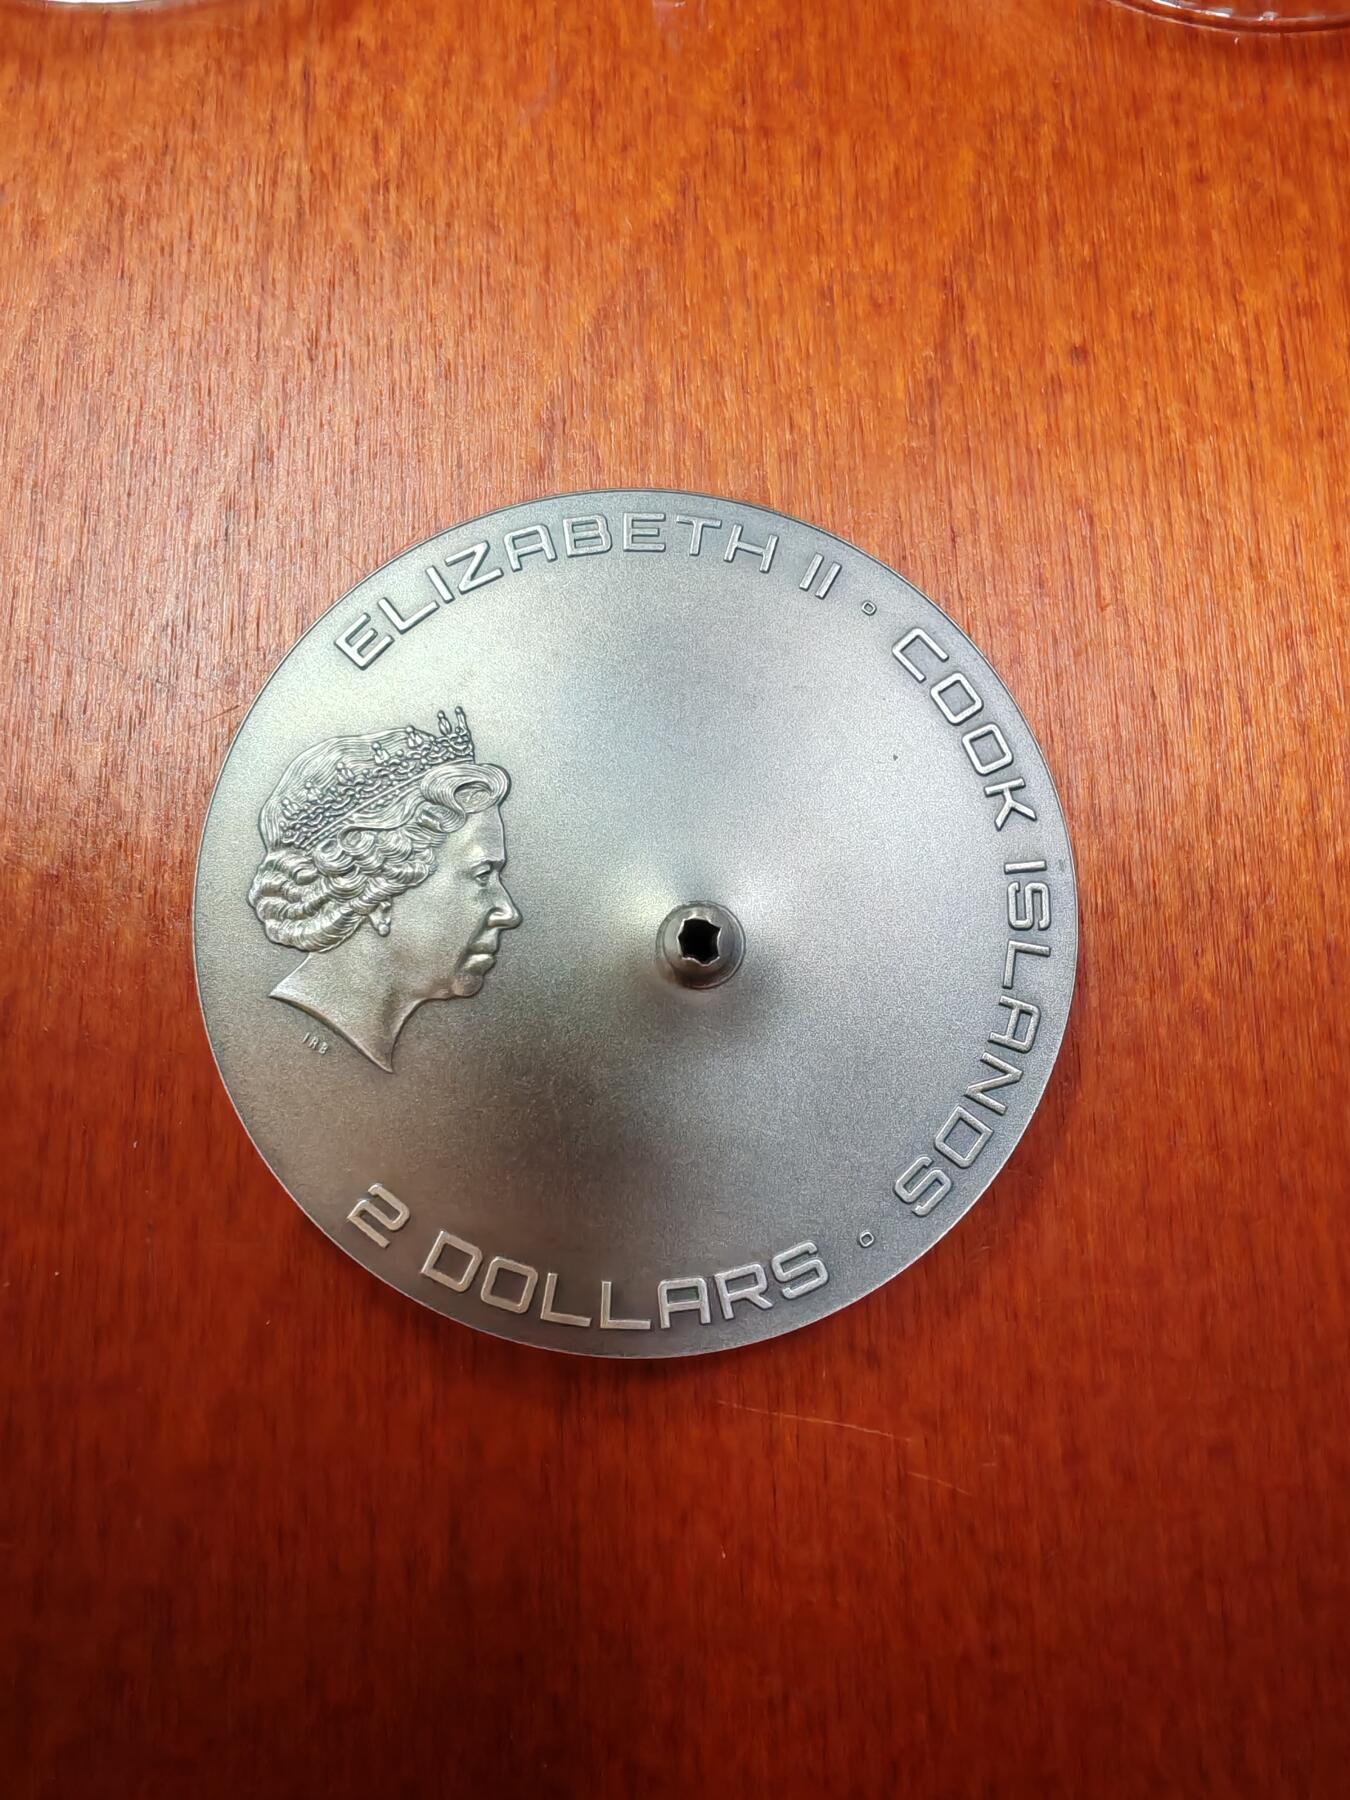 ELIZABETH II ◦ COOK ISLANDS ◦ 2 DOLLARS
IRB